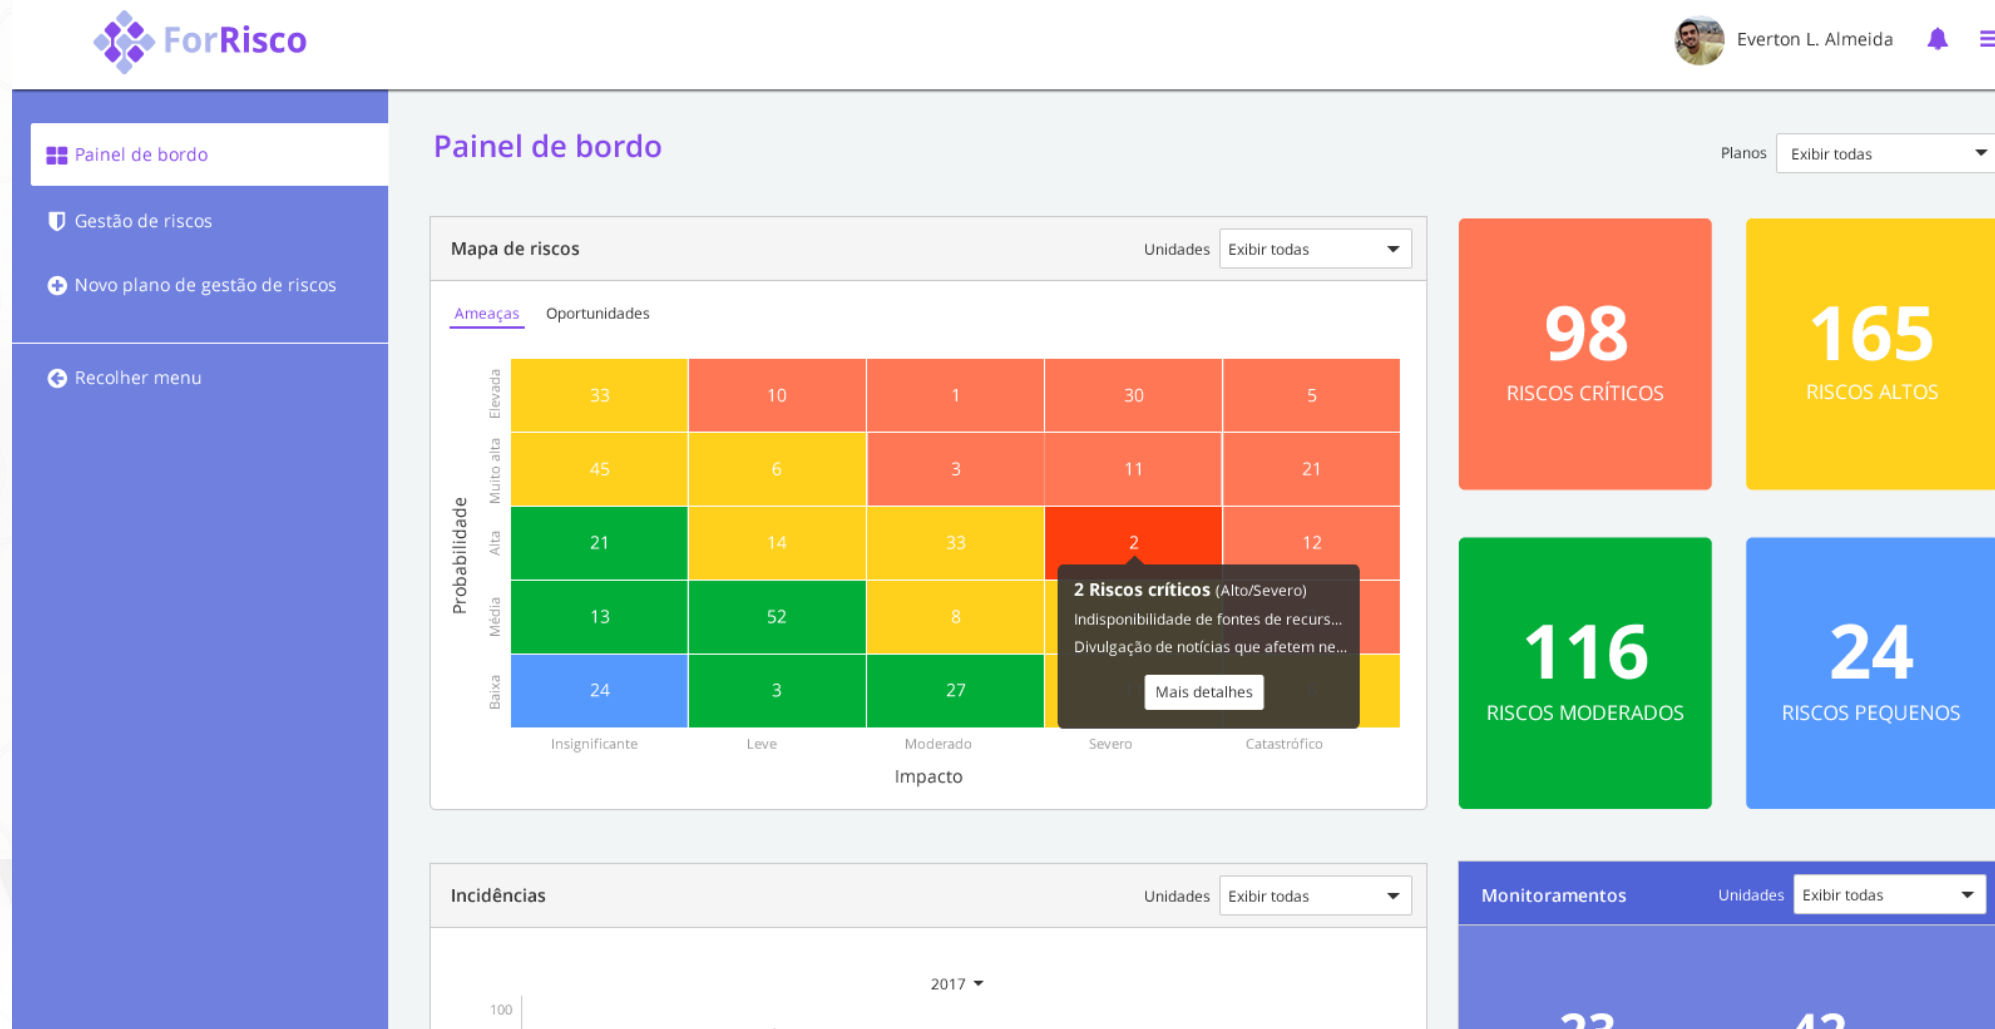 ForRisco
Everton L. Almeida
Painel de bordo
Gestão de riscos
Novo plano de gestão de riscos
Recolher menu
Painel de bordo
Planos Exibir todas
Mapa de riscos
Unidades Exibir todas
Ameaças Oportunidades
Probabilidade
Elevada 33 10 1 30 5
Muito alta 45 6 3 11 21
Alta 21 14 33 2 12
Média 13 52 8
Baixa 24 3 27
2 Riscos críticos (Alto/Severo)
Indisponibilidade de fontes de recurs...
Divulgação de notícias que afetem ne...
Mais detalhes
Insignificante Leve Moderado Severo Catastrófico
Impacto
98
RISCOS CRÍTICOS
165
RISCOS ALTOS
116
RISCOS MODERADOS
24
RISCOS PEQUENOS
Incidências
Unidades Exibir todas
2017
100
Monitoramentos
Unidades Exibir todas
23 42